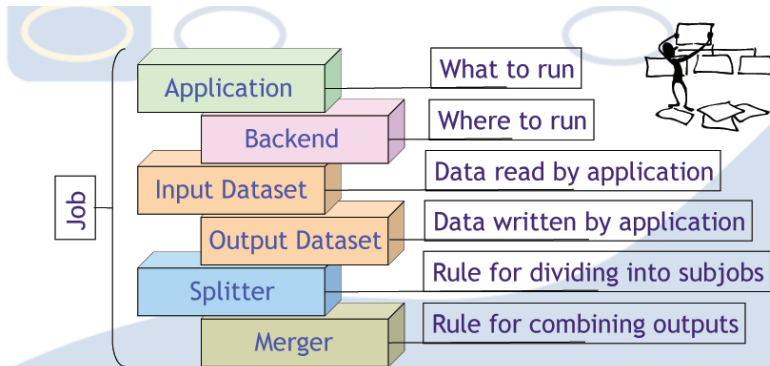 Application
What to run
Backend
Where to run
Input Dataset
Data read by application
Job
Output Dataset
Data written by application
Splitter
Rule for dividing into subjobs
Merger
Rule for combining outputs